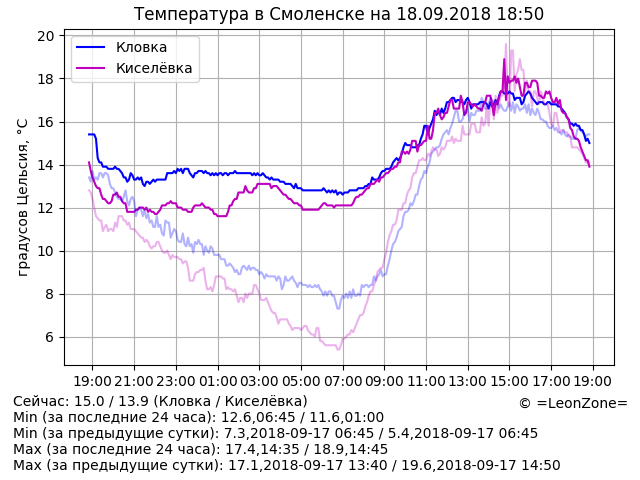 Температура в Смоленске на 18.09.2018 18:50
Кловка
Киселёвка
градусов Цельсия, °C
20
18
16
14
12
10
8
6
19:00 21:00 23:00 01:00 03:00 05:00 07:00 09:00 11:00 13:00 15:00 17:00 19:00
Сейчас: 15.0 / 13.9 (Кловка / Киселёвка)
© =LeonZone=
Min (за последние 24 часа): 12.6,06:45 / 11.6,01:00
Min (за предыдущие сутки): 7.3,2018-09-17 06:45 / 5.4,2018-09-17 06:45
Max (за последние 24 часа): 17.4,14:35 / 18.9,14:45
Max (за предыдущие сутки): 17.1,2018-09-17 13:40 / 19.6,2018-09-17 14:50